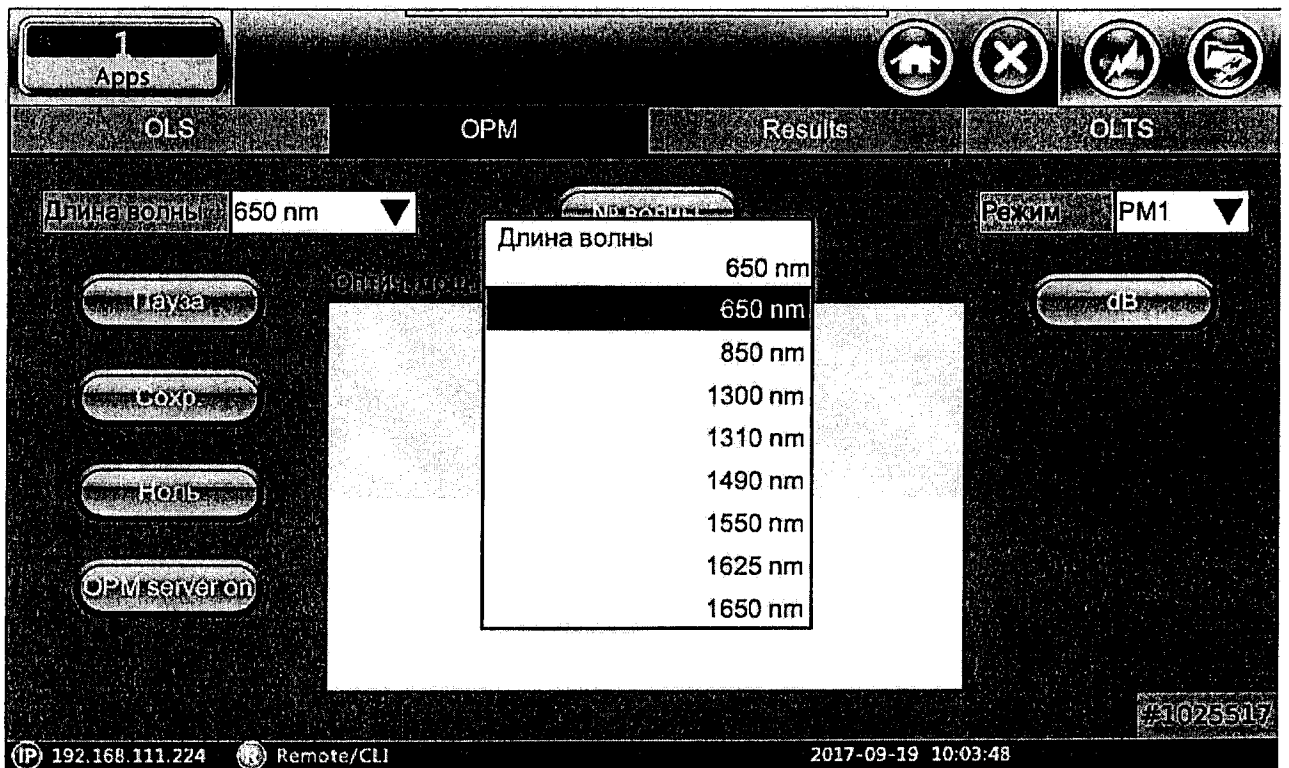 1
Apps
OLS
OPM
Results
OLTS
Длина волны
650 nm
Режим
PM1
Длина волны
650 nm
650 nm
850 nm
1300 nm
1310 nm
1490 nm
1550 nm
1625 nm
1650 nm
Пауза
Сохр.
Ноль
OPM server on
dB
#1025517
IP 192.168.111.224
R Remote/CLI
2017-09-19 10:03:48